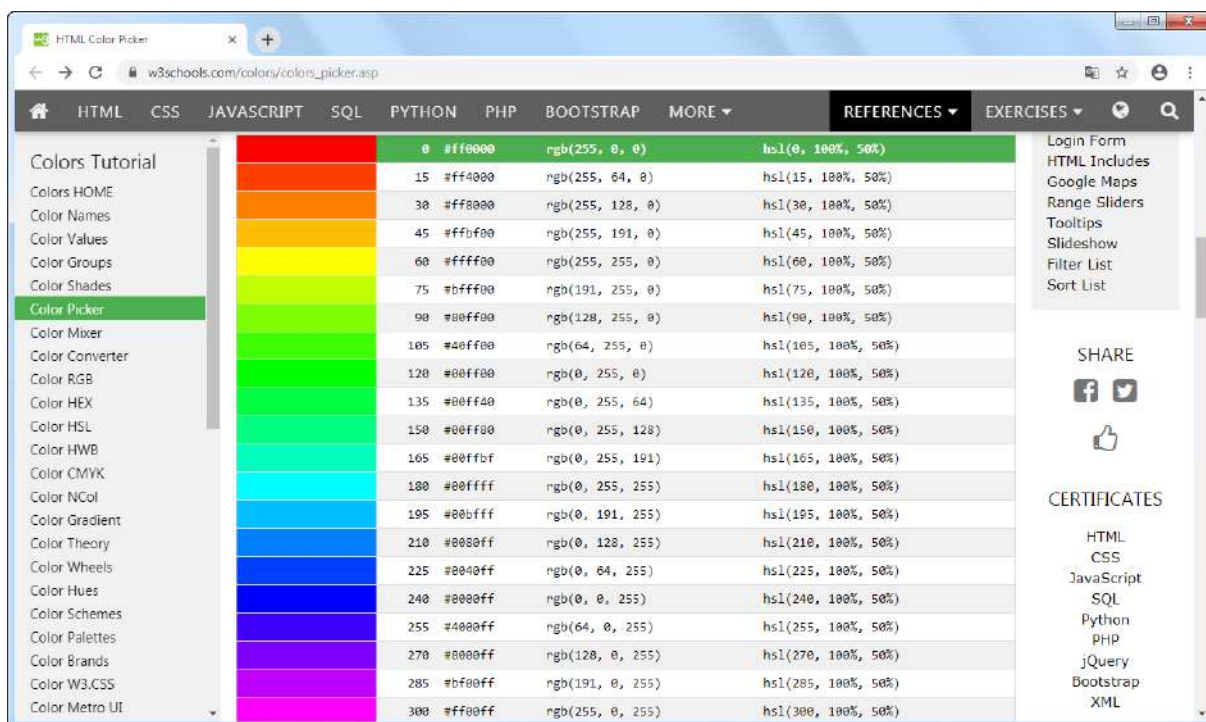 HTML Color Picker
w3schools.com/colors/colors_picker.asp
HTML CSS JAVASCRIPT SQL PYTHON PHP BOOTSTRAP MORE REFERENCES EXERCISES
Colors Tutorial
Colors HOME
Color Names
Color Values
Color Groups
Color Shades
Color Picker
Color Mixer
Color Converter
Color RGB
Color HEX
Color HSL
Color HWB
Color CMYK
Color NCol
Color Gradient
Color Theory
Color Wheels
Color Hues
Color Schemes
Color Palettes
Color Brands
Color W3.CSS
Color Metro UI
0 #ff0000 rgb(255, 0, 0) hsl(0, 100%, 50%)
15 #ff4000 rgb(255, 64, 0) hsl(15, 100%, 50%)
30 #ff8000 rgb(255, 128, 0) hsl(30, 100%, 50%)
45 #ffbf00 rgb(255, 191, 0) hsl(45, 100%, 50%)
60 #ffff00 rgb(255, 255, 0) hsl(60, 100%, 50%)
75 #bfff00 rgb(191, 255, 0) hsl(75, 100%, 50%)
90 #80ff00 rgb(128, 255, 0) hsl(90, 100%, 50%)
105 #40ff00 rgb(64, 255, 0) hsl(105, 100%, 50%)
120 #00ff00 rgb(0, 255, 0) hsl(120, 100%, 50%)
135 #00ff40 rgb(0, 255, 64) hsl(135, 100%, 50%)
150 #00ff80 rgb(0, 255, 128) hsl(150, 100%, 50%)
165 #00ffbf rgb(0, 255, 191) hsl(165, 100%, 50%)
180 #00ffff rgb(0, 255, 255) hsl(180, 100%, 50%)
195 #00bfff rgb(0, 191, 255) hsl(195, 100%, 50%)
210 #0080ff rgb(0, 128, 255) hsl(210, 100%, 50%)
225 #0040ff rgb(0, 64, 255) hsl(225, 100%, 50%)
240 #0000ff rgb(0, 0, 255) hsl(240, 100%, 50%)
255 #4000ff rgb(64, 0, 255) hsl(255, 100%, 50%)
270 #8000ff rgb(128, 0, 255) hsl(270, 100%, 50%)
285 #bf00ff rgb(191, 0, 255) hsl(285, 100%, 50%)
300 #ff00ff rgb(255, 0, 255) hsl(300, 100%, 50%)
Login Form
HTML Includes
Google Maps
Range Sliders
Tooltips
Slideshow
Filter List
Sort List
SHARE
CERTIFICATES
HTML
CSS
JavaScript
SQL
Python
PHP
jQuery
Bootstrap
XML